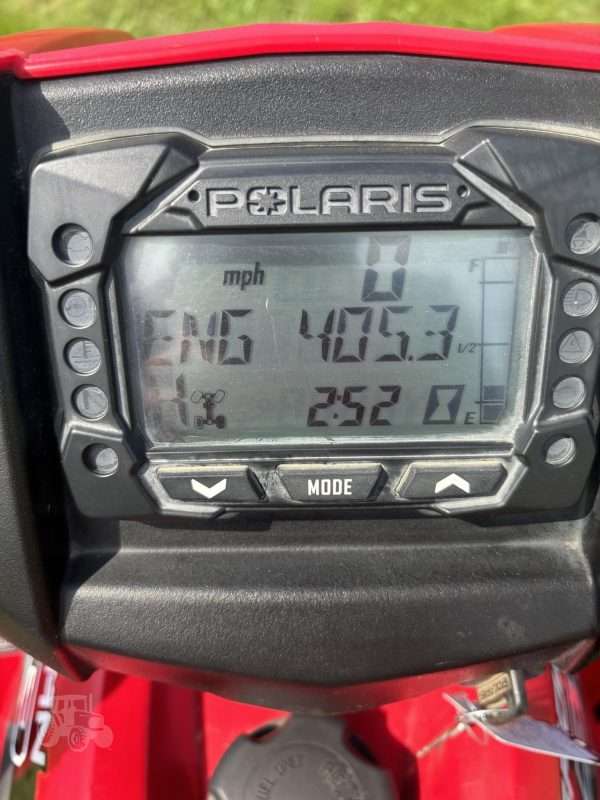 POLARIS
mph 0
F
ENG 405.3
1/2
2:52
E
MODE